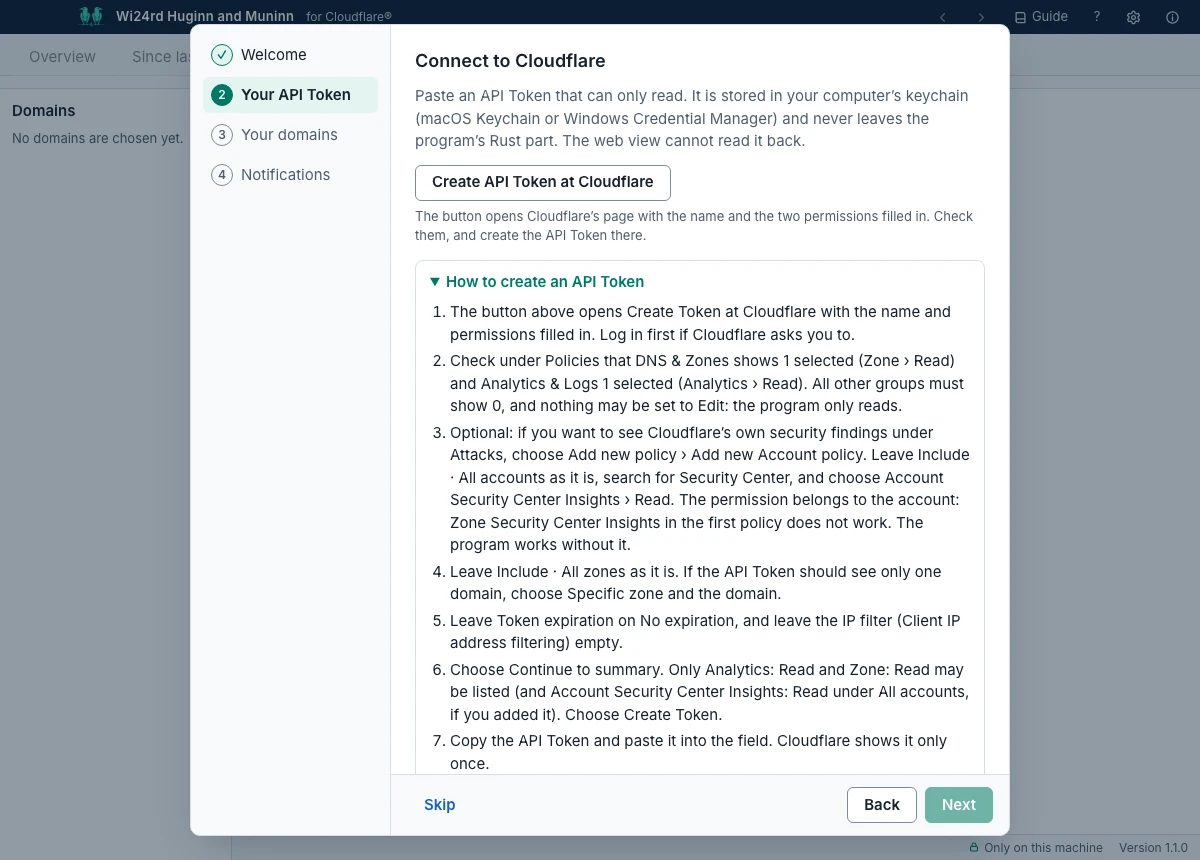 Wi24rd Huginn and Muninn for Cloudflare®
Guide
?
Overview
Since las
Domains
No domains are chosen yet.
Welcome
2 Your API Token
3 Your domains
4 Notifications
Connect to Cloudflare
Paste an API Token that can only read. It is stored in your computer’s keychain
(macOS Keychain or Windows Credential Manager) and never leaves the
program’s Rust part. The web view cannot read it back.
Create API Token at Cloudflare
The button opens Cloudflare’s page with the name and the two permissions filled in. Check
them, and create the API Token there.
▼ How to create an API Token
1. The button above opens Create Token at Cloudflare with the name and
permissions filled in. Log in first if Cloudflare asks you to.
2. Check under Policies that DNS & Zones shows 1 selected (Zone › Read)
and Analytics & Logs 1 selected (Analytics › Read). All other groups must
show 0, and nothing may be set to Edit: the program only reads.
3. Optional: if you want to see Cloudflare’s own security findings under
Attacks, choose Add new policy › Add new Account policy. Leave Include
· All accounts as it is, search for Security Center, and choose Account
Security Center Insights › Read. The permission belongs to the account:
Zone Security Center Insights in the first policy does not work. The
program works without it.
4. Leave Include · All zones as it is. If the API Token should see only one
domain, choose Specific zone and the domain.
5. Leave Token expiration on No expiration, and leave the IP filter (Client IP
address filtering) empty.
6. Choose Continue to summary. Only Analytics: Read and Zone: Read may
be listed (and Account Security Center Insights: Read under All accounts,
if you added it). Choose Create Token.
7. Copy the API Token and paste it into the field. Cloudflare shows it only
once.
Skip
Back
Next
Only on this machine
Version 1.1.0